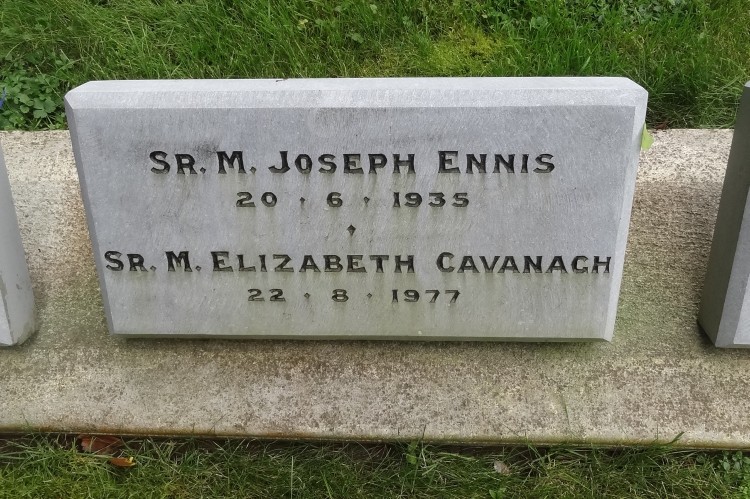 SR. M. JOSEPH ENNIS
20 · 6 · 1935
SR. M. ELIZABETH CAVANAGH
22 · 8 · 1977